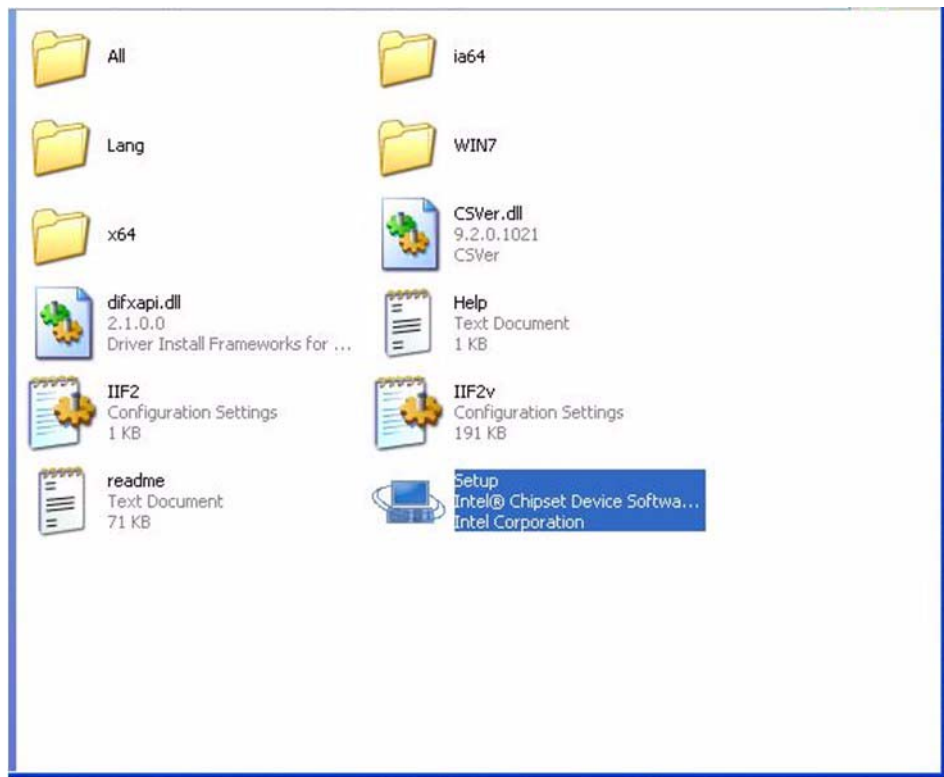 All
ia64
Lang
WIN7
x64
CSVer.dll
9.2.0.1021
CSVer
difxapi.dll
2.1.0.0
Driver Install Frameworks for ...
Help
Text Document
1 KB
IIF2
Configuration Settings
1 KB
IIF2v
Configuration Settings
191 KB
readme
Text Document
71 KB
Setup
Intel® Chipset Device Softwa...
Intel Corporation